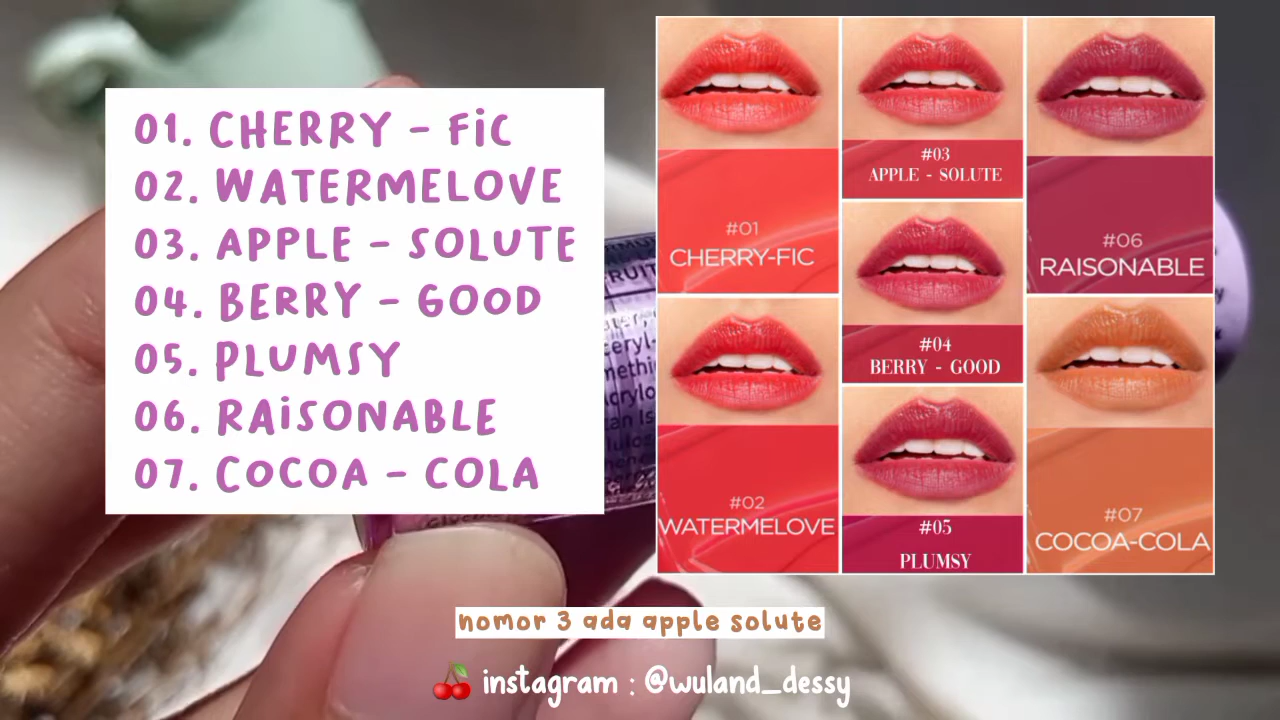 01. CHERRY - FiC
02. WATERMELOVE
03. APPLE - SOLUTE
04. BERRY - GOOD
05. PLUMSY
06. RAiSONABLE
07. COCOA - COLA
#01
CHERRY-FIC
#02
WATERMELOVE
#03
APPLE - SOLUTE
#04
BERRY - GOOD
#05
PLUMSY
#06
RAISONABLE
#07
COCOA-COLA
FRUIT
nomor 3 ada apple solute
instagram : @wuland_dessy